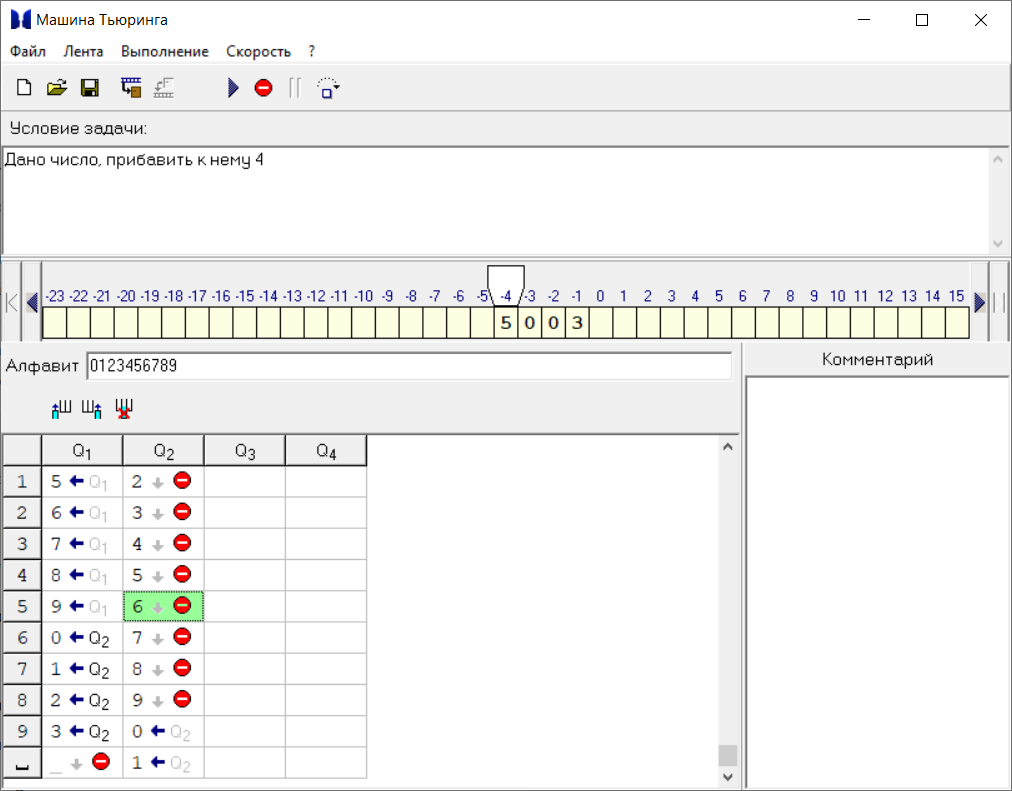 Машина Тьюринга
Файл Лента Выполнение Скорость ?
Условие задачи:
Дано число, прибавить к нему 4
-23 -22 -21 -20 -19 -18 -17 -16 -15 -14 -13 -12 -11 -10 -9 -8 -7 -6 -5 -4 -3 -2 -1 0 1 2 3 4 5 6 7 8 9 10 11 12 13 14 15
5 0 0 3
Алфавит 0123456789
Комментарий
Q1 Q2 Q3 Q4
1 5 ← Q1 2 ↓
2 6 ← Q1 3 ↓
3 7 ← Q1 4 ↓
4 8 ← Q1 5 ↓
5 9 ← Q1 6 ↓
6 0 ← Q2 7 ↓
7 1 ← Q2 8 ↓
8 2 ← Q2 9 ↓
9 3 ← Q2 0 ← Q2
_ ↓ 1 ← Q2